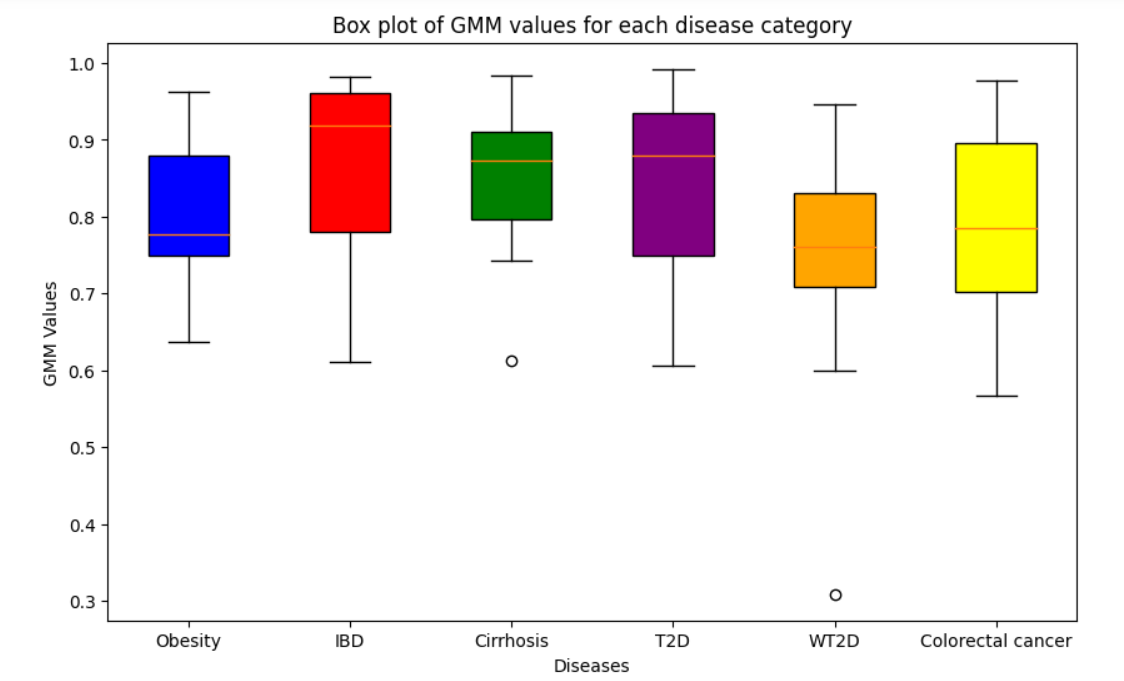 Box plot of GMM values for each disease category
GMM Values
1.0
0.9
0.8
0.7
0.6
0.5
0.4
0.3
Obesity IBD Cirrhosis T2D WT2D Colorectal cancer
Diseases